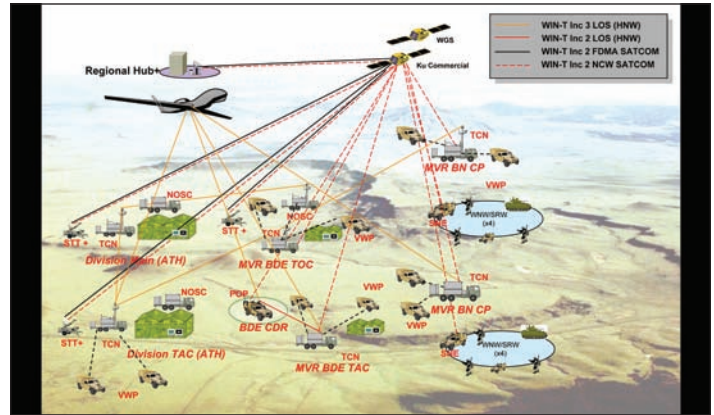 WIN-T Inc 3 LOS (HNW)
WIN-T Inc 2 LOS (HNW)
WIN-T Inc 2 FDMA SATCOM
WIN-T Inc 2 NCW SATCOM
WGS
Ku Commercial
Regional Hub+
TCN
MVR BN CP
VWP
NOSC
NOSC
STT +
TCN
Division Main (ATH)
STT +
TCN
VWP
MVR BDE TOC
SNE
WNW/SRW
(x4)
NOSC
POP
BDE CDR
VWP
TCN
MVR BN CP
VWP
STT+
TCN
Division TAC (ATH)
VWP
TCN
MVR BDE TAC
SNE
WNW/SRW
(x4)